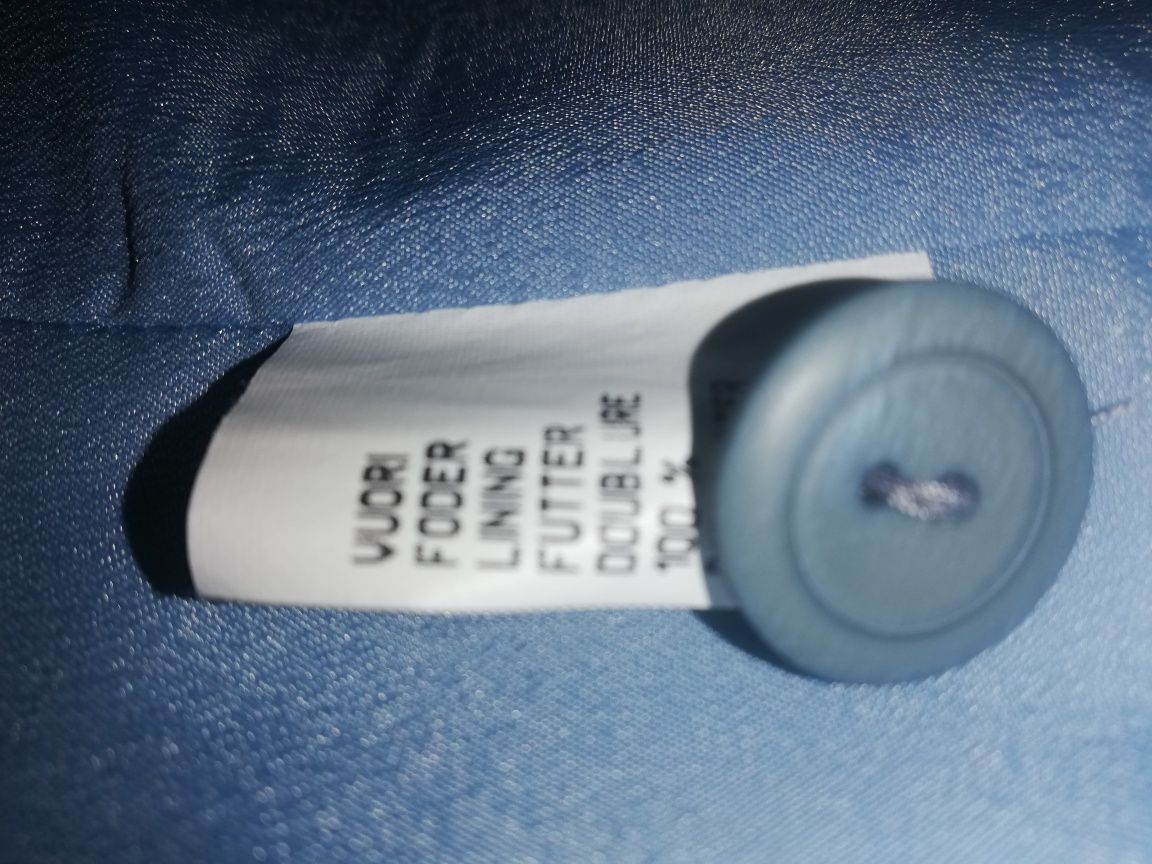 VUORI
FODER
LINING
FUTTER
DOUBLURE
100 %